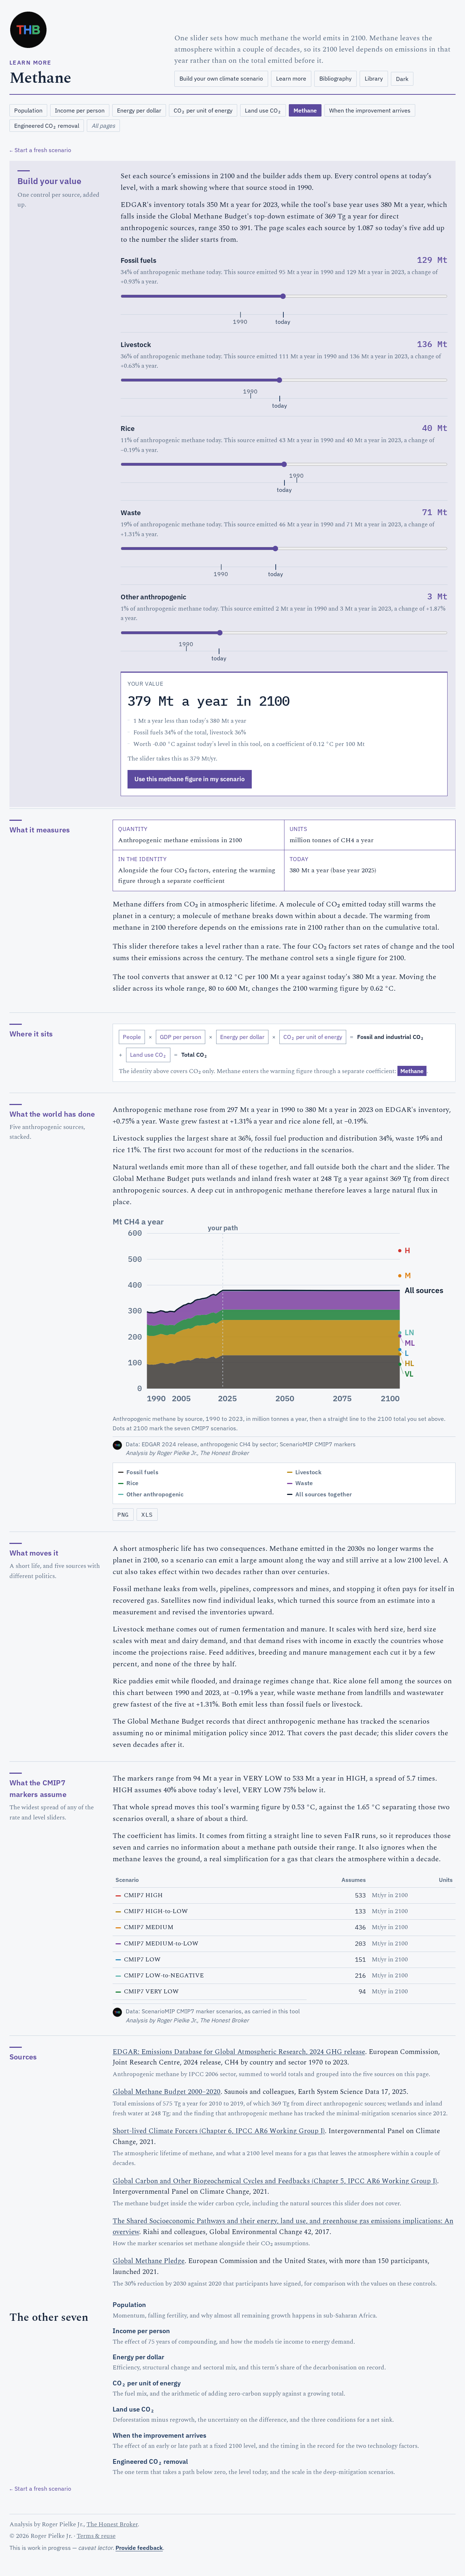 THB
LEARN MORE
Methane
One slider sets how much methane the world emits in 2100. Methane leaves the
atmosphere within a couple of decades, so its 2100 level depends on emissions in that
year rather than on the total emitted before it.
Build your own climate scenario
Learn more
Bibliography
Library
Dark
Population
Income per person
Energy per dollar
CO₂ per unit of energy
Land use CO₂
Methane
When the improvement arrives
Engineered CO₂ removal
All pages
← Start a fresh scenario
Build your value
One control per source, added
up.
Set each source's emissions in 2100 and the builder adds them up. Every control opens at today's
level, with a mark showing where that source stood in 1990.
EDGAR's inventory totals 350 Mt a year for 2023, while the tool's base year uses 380 Mt a year, which
falls inside the Global Methane Budget's top-down estimate of 369 Tg a year for direct
anthropogenic sources, range 350 to 391. The page scales each source by 1.087 so today's five add up
to the number the slider starts from.
Fossil fuels
129 Mt
34% of anthropogenic methane today. This source emitted 95 Mt a year in 1990 and 129 Mt a year in 2023, a change of
+0.93% a year.
1990
today
Livestock
136 Mt
36% of anthropogenic methane today. This source emitted 111 Mt a year in 1990 and 136 Mt a year in 2023, a change of
+0.63% a year.
1990
today
Rice
40 Mt
11% of anthropogenic methane today. This source emitted 43 Mt a year in 1990 and 40 Mt a year in 2023, a change of
−0.19% a year.
1990
today
Waste
71 Mt
19% of anthropogenic methane today. This source emitted 46 Mt a year in 1990 and 71 Mt a year in 2023, a change of
+1.31% a year.
1990
today
Other anthropogenic
3 Mt
1% of anthropogenic methane today. This source emitted 2 Mt a year in 1990 and 3 Mt a year in 2023, a change of +1.87%
a year.
1990
today
YOUR VALUE
379 Mt a year in 2100
1 Mt a year less than today's 380 Mt a year
Fossil fuels 34% of the total, livestock 36%
Worth -0.00 °C against today's level in this tool, on a coefficient of 0.12 °C per 100 Mt
The slider takes this as 379 Mt/yr.
Use this methane figure in my scenario
What it measures
QUANTITY
Anthropogenic methane emissions in 2100
UNITS
million tonnes of CH4 a year
IN THE IDENTITY
Alongside the four CO₂ factors, entering the warming
figure through a separate coefficient
TODAY
380 Mt a year (base year 2025)
Methane differs from CO₂ in atmospheric lifetime. A molecule of CO₂ emitted today still warms the
planet in a century; a molecule of methane breaks down within about a decade. The warming from
methane in 2100 therefore depends on the emissions rate in 2100 rather than on the cumulative total.
This slider therefore takes a level rather than a rate. The four CO₂ factors set rates of change and the tool
sums their emissions across the century. The methane control sets a single figure for 2100.
The tool converts that answer at 0.12 °C per 100 Mt a year against today's 380 Mt a year. Moving the
slider across its whole range, 80 to 600 Mt, changes the 2100 warming figure by 0.62 °C.
Where it sits
People × GDP per person × Energy per dollar × CO₂ per unit of energy = Fossil and industrial CO₂
+ Land use CO₂ = Total CO₂
The identity above covers CO₂ only. Methane enters the warming figure through a separate coefficient: Methane
What the world has done
Five anthropogenic sources,
stacked.
Anthropogenic methane rose from 297 Mt a year in 1990 to 380 Mt a year in 2023 on EDGAR's inventory,
+0.75% a year. Waste grew fastest at +1.31% a year and rice alone fell, at −0.19%.
Livestock supplies the largest share at 36%, fossil fuel production and distribution 34%, waste 19% and
rice 11%. The first two account for most of the reductions in the scenarios.
Natural wetlands emit more than all of these together, and fall outside both the chart and the slider. The
Global Methane Budget puts wetlands and inland fresh water at 248 Tg a year against 369 Tg from direct
anthropogenic sources. A deep cut in anthropogenic methane therefore leaves a large natural flux in
place.
Mt CH4 a year
your path
600
500
400
300
200
100
0
1990
2005
2025
2050
2075
2100
H
M
All sources
LN
ML
L
HL
VL
Anthropogenic methane by source, 1990 to 2023, in million tonnes a year, then a straight line to the 2100 total you set above.
Dots at 2100 mark the seven CMIP7 scenarios.
Data: EDGAR 2024 release, anthropogenic CH4 by sector; ScenarioMIP CMIP7 markers
Analysis by Roger Pielke Jr., The Honest Broker
Fossil fuels
Livestock
Rice
Waste
Other anthropogenic
All sources together
PNG
XLS
What moves it
A short life, and five sources with
different politics.
A short atmospheric life has two consequences. Methane emitted in the 2030s no longer warms the
planet in 2100, so a scenario can emit a large amount along the way and still arrive at a low 2100 level. A
cut also takes effect within two decades rather than over centuries.
Fossil methane leaks from wells, pipelines, compressors and mines, and stopping it often pays for itself in
recovered gas. Satellites now find individual leaks, which turned this source from an estimate into a
measurement and revised the inventories upward.
Livestock methane comes out of rumen fermentation and manure. It scales with herd size, herd size
scales with meat and dairy demand, and that demand rises with income in exactly the countries whose
income the projections raise. Feed additives, breeding and manure management each cut it by a few
percent, and none of the three by half.
Rice paddies emit while flooded, and drainage regimes change that. Rice alone fell among the sources on
this chart between 1990 and 2023, at −0.19% a year, while waste methane from landfills and wastewater
grew fastest of the five at +1.31%. Both emit less than fossil fuels or livestock.
The Global Methane Budget records that direct anthropogenic methane has tracked the scenarios
assuming no or minimal mitigation policy since 2012. That covers the past decade; this slider covers the
seven decades after it.
What the CMIP7
markers assume
The widest spread of any of the
rate and level sliders.
The markers range from 94 Mt a year in VERY LOW to 533 Mt a year in HIGH, a spread of 5.7 times.
HIGH assumes 40% above today's level, VERY LOW 75% below it.
That whole spread moves this tool's warming figure by 0.53 °C, against the 1.65 °C separating those two
scenarios overall, a share of about a third.
The coefficient has limits. It comes from fitting a straight line to seven FaIR runs, so it reproduces those
seven and carries no information about a methane path outside their range. It also ignores when the
methane leaves the ground, a real simplification for a gas that clears the atmosphere within a decade.
Scenario Assumes Units
CMIP7 HIGH 533 Mt/yr in 2100
CMIP7 HIGH-to-LOW 133 Mt/yr in 2100
CMIP7 MEDIUM 436 Mt/yr in 2100
CMIP7 MEDIUM-to-LOW 203 Mt/yr in 2100
CMIP7 LOW 151 Mt/yr in 2100
CMIP7 LOW-to-NEGATIVE 216 Mt/yr in 2100
CMIP7 VERY LOW 94 Mt/yr in 2100
Data: ScenarioMIP CMIP7 marker scenarios, as carried in this tool
Analysis by Roger Pielke Jr., The Honest Broker
Sources
EDGAR: Emissions Database for Global Atmospheric Research, 2024 GHG release. European Commission,
Joint Research Centre, 2024 release, CH4 by country and sector 1970 to 2023.
Anthropogenic methane by IPCC 2006 sector, summed to world totals and grouped into the five sources on this page.
Global Methane Budget 2000–2020. Saunois and colleagues, Earth System Science Data 17, 2025.
Total emissions of 575 Tg a year for 2010 to 2019, of which 369 Tg from direct anthropogenic sources; wetlands and inland
fresh water at 248 Tg; and the finding that anthropogenic methane has tracked the minimal-mitigation scenarios since 2012.
Short-lived Climate Forcers (Chapter 6, IPCC AR6 Working Group I). Intergovernmental Panel on Climate
Change, 2021.
The atmospheric lifetime of methane, and what a 2100 level means for a gas that leaves the atmosphere within a couple of
decades.
Global Carbon and Other Biogeochemical Cycles and Feedbacks (Chapter 5, IPCC AR6 Working Group I).
Intergovernmental Panel on Climate Change, 2021.
The methane budget inside the wider carbon cycle, including the natural sources this slider does not cover.
The Shared Socioeconomic Pathways and their energy, land use, and greenhouse gas emissions implications: An
overview. Riahi and colleagues, Global Environmental Change 42, 2017.
How the marker scenarios set methane alongside their CO₂ assumptions.
Global Methane Pledge. European Commission and the United States, with more than 150 participants,
launched 2021.
The 30% reduction by 2030 against 2020 that participants have signed, for comparison with the values on these controls.
The other seven
Population
Momentum, falling fertility, and why almost all remaining growth happens in sub-Saharan Africa.
Income per person
The effect of 75 years of compounding, and how the models tie income to energy demand.
Energy per dollar
Efficiency, structural change and sectoral mix, and this term's share of the decarbonisation on record.
CO₂ per unit of energy
The fuel mix, and the arithmetic of adding zero-carbon supply against a growing total.
Land use CO₂
Deforestation minus regrowth, the uncertainty on the difference, and the three conditions for a net sink.
When the improvement arrives
The effect of an early or late path at a fixed 2100 level, and the timing in the record for the two technology factors.
Engineered CO₂ removal
The one term that takes a path below zero, the level today, and the scale in the deep-mitigation scenarios.
← Start a fresh scenario
Analysis by Roger Pielke Jr., The Honest Broker.
© 2026 Roger Pielke Jr. · Terms & reuse
This is work in progress — caveat lector. Provide feedback.